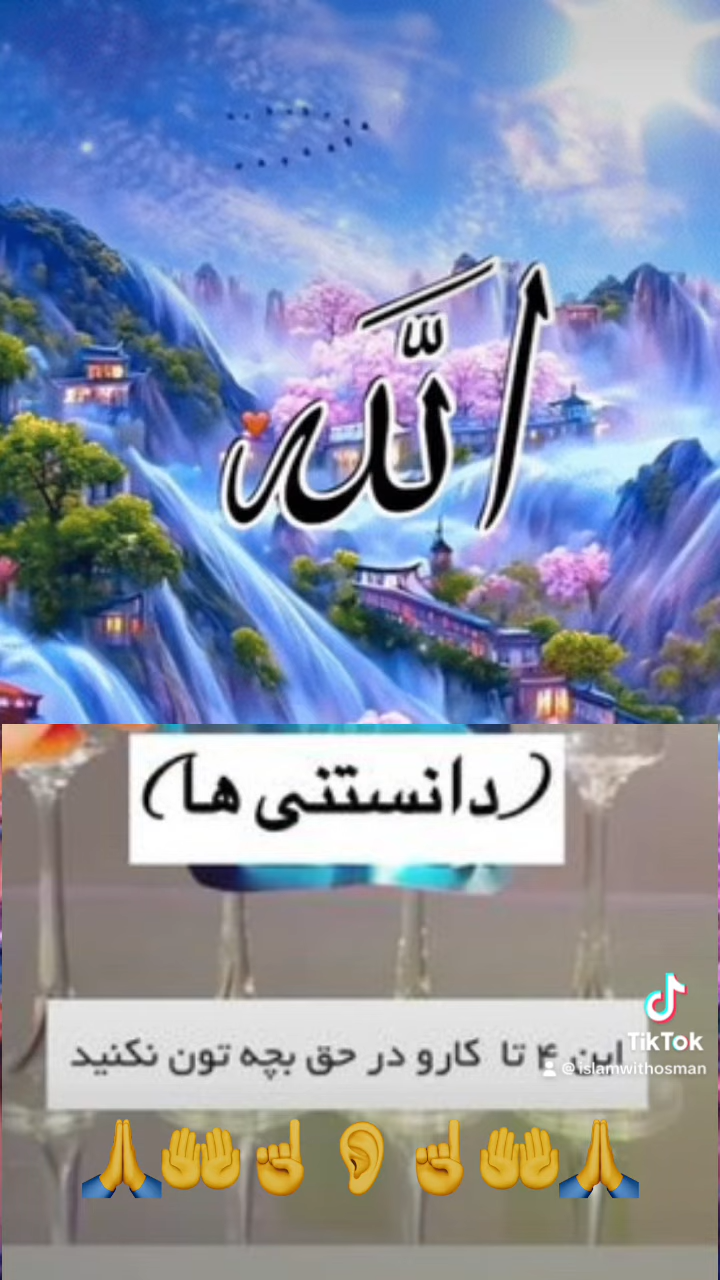 اللّٰه
(دانستنی ها)
این ۴ تا کارو در حق بچه تون نکنید
TikTok
@islamwithosman